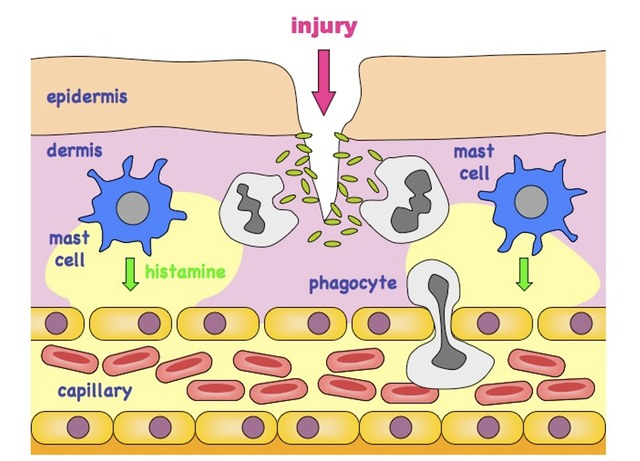 injury
epidermis
dermis
mast
cell
mast
cell
histamine
phagocyte
capillary